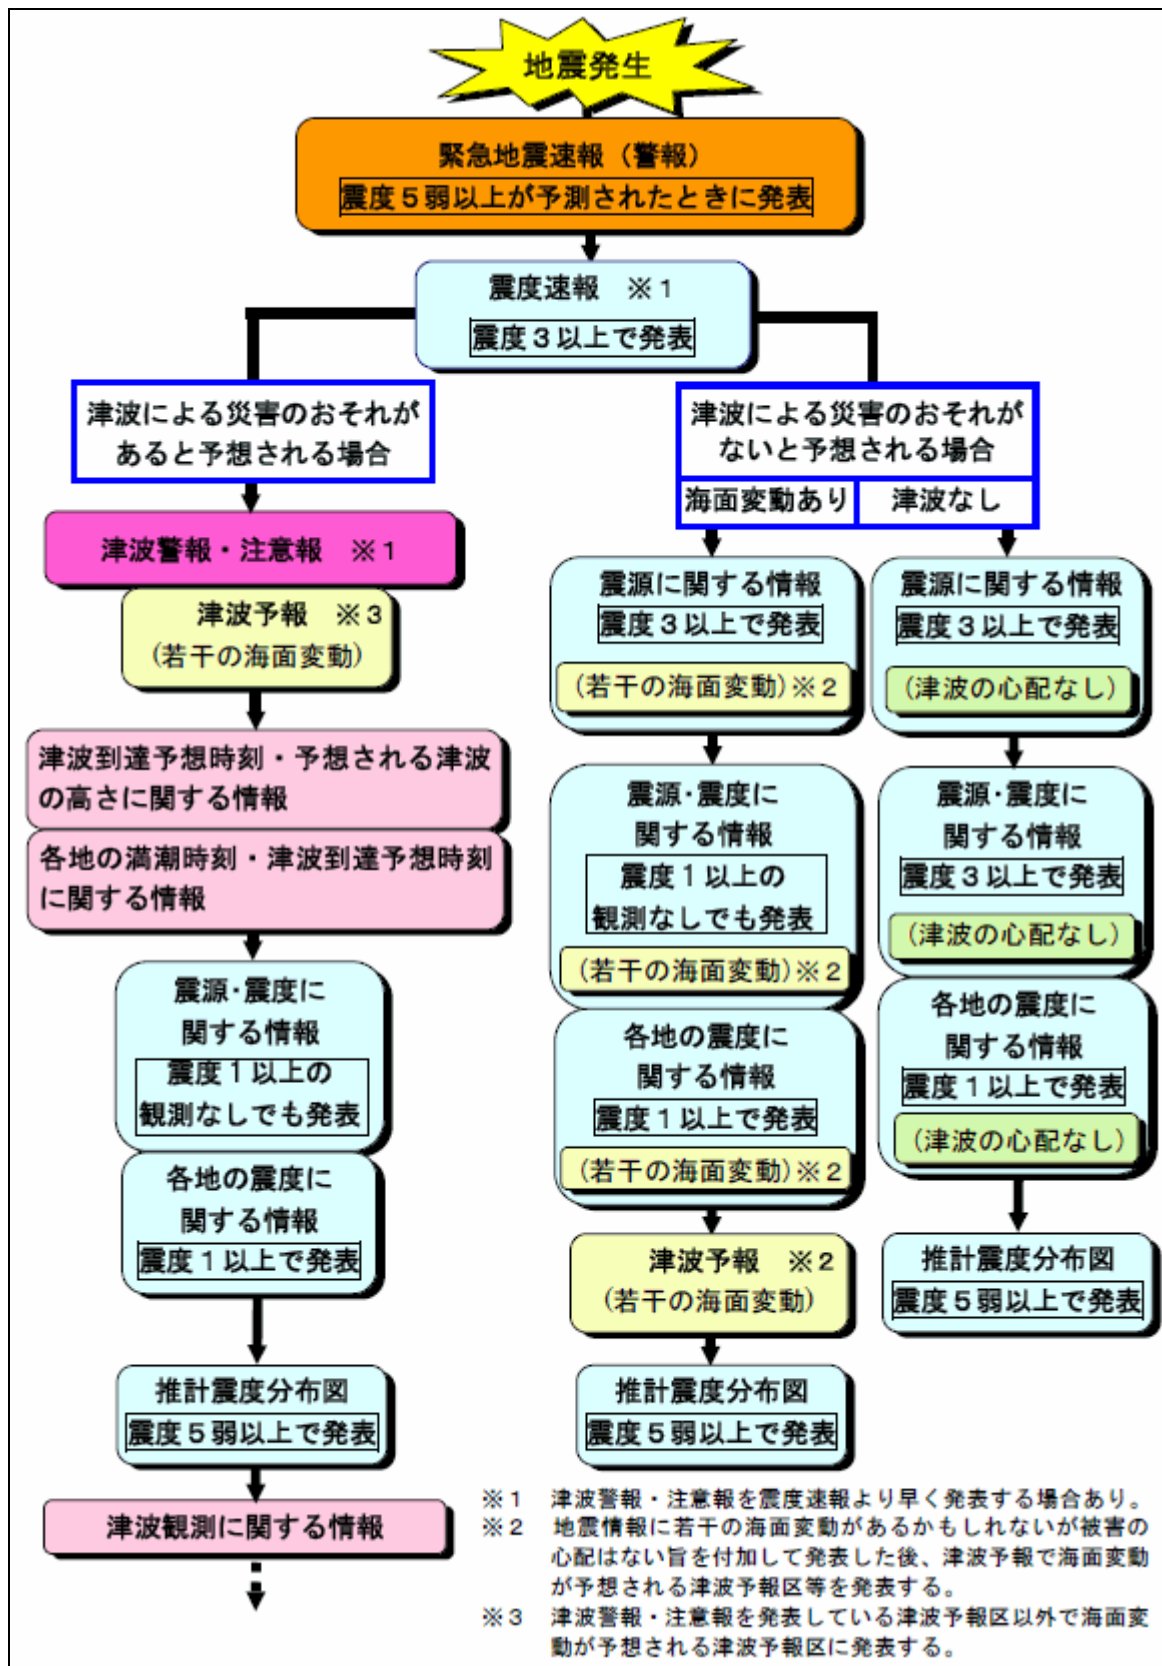 地震発生
緊急地震速報（警報）
震度５弱以上が予測されたときに発表
震度速報　※１
震度３以上で発表
津波による災害のおそれが
あると予想される場合
津波警報・注意報　※１
津波予報　※３
(若干の海面変動)
津波到達予想時刻・予想される津波
の高さに関する情報
各地の満潮時刻・津波到達予想時刻
に関する情報
震源・震度に
関する情報
震度１以上の
観測なしでも発表
各地の震度に
関する情報
震度１以上で発表
推計震度分布図
震度５弱以上で発表
津波観測に関する情報
津波による災害のおそれが
ないと予想される場合
海面変動あり
震源に関する情報
震度３以上で発表
(若干の海面変動)※２
震源・震度に
関する情報
震度１以上の
観測なしでも発表
(若干の海面変動)※２
各地の震度に
関する情報
震度１以上で発表
(若干の海面変動)※２
津波予報　※２
(若干の海面変動)
推計震度分布図
震度５弱以上で発表
津波なし
震源に関する情報
震度３以上で発表
(津波の心配なし)
震源・震度に
関する情報
震度３以上で発表
(津波の心配なし)
各地の震度に
関する情報
震度１以上で発表
(津波の心配なし)
推計震度分布図
震度５弱以上で発表
※１　津波警報・注意報を震度速報より早く発表する場合あり。
※２　地震情報に若干の海面変動があるかもしれないが被害の
心配はない旨を付加して発表した後、津波予報で海面変動
が予想される津波予報区等を発表する。
※３　津波警報・注意報を発表している津波予報区以外で海面変
動が予想される津波予報区に発表する。